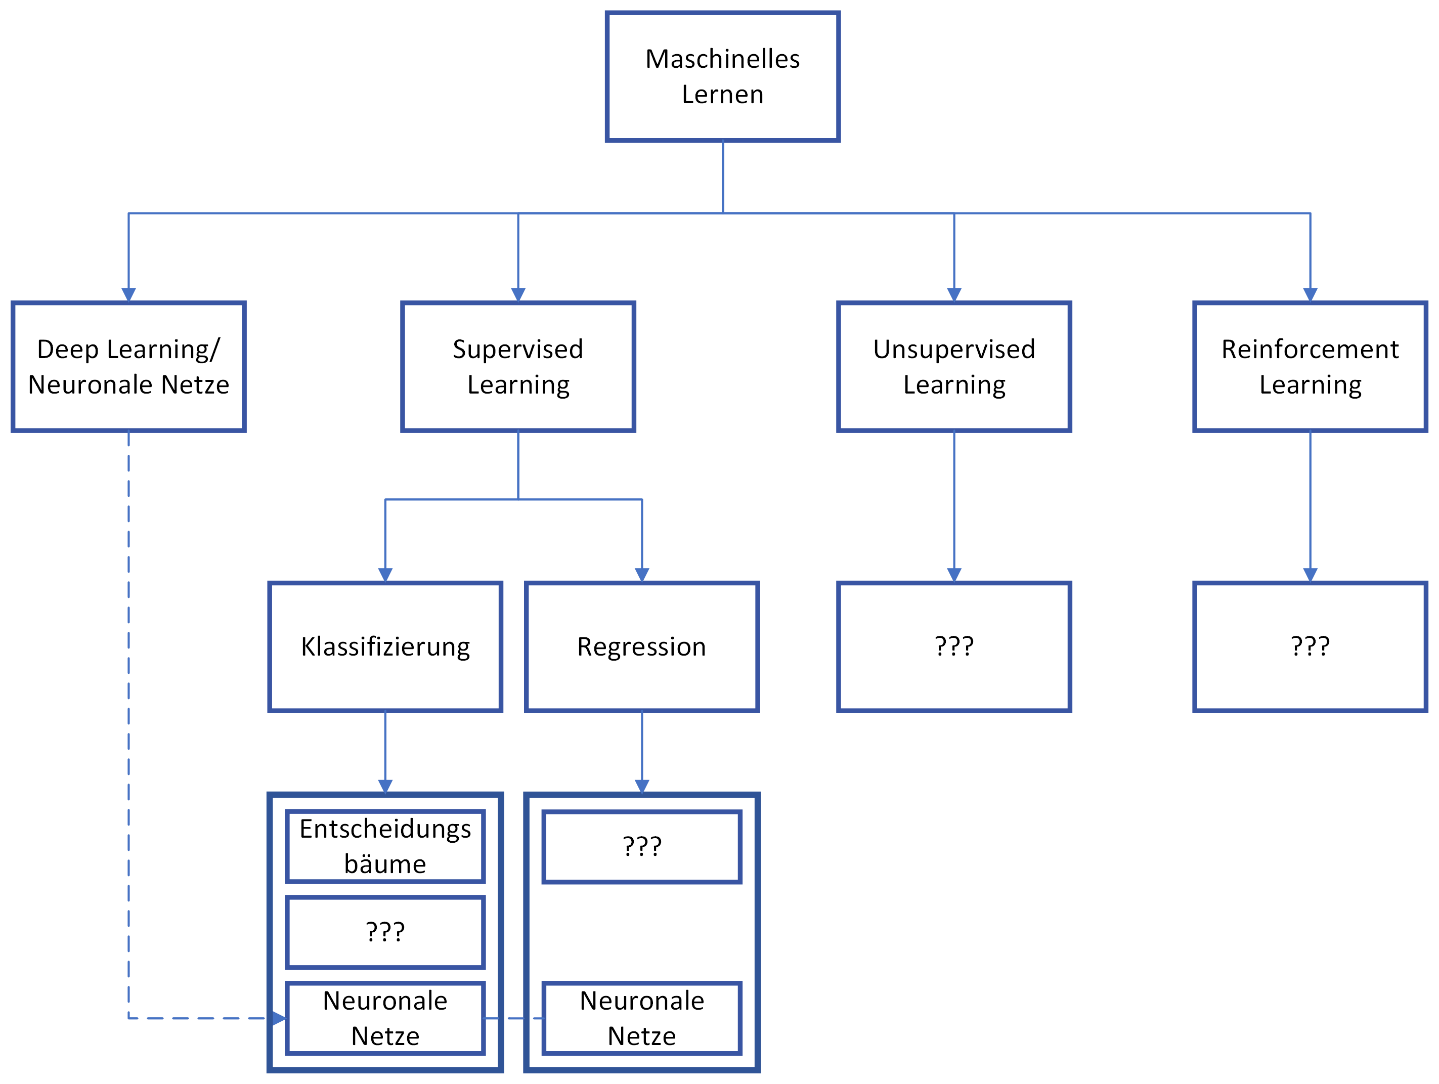 Maschinelles
Lernen
Deep Learning/
Neuronale Netze
Supervised
Learning
Unsupervised
Learning
Reinforcement
Learning
Klassifizierung
Regression
???
???
Entscheidungs
bäume
???
Neuronale
Netze
???
Neuronale
Netze